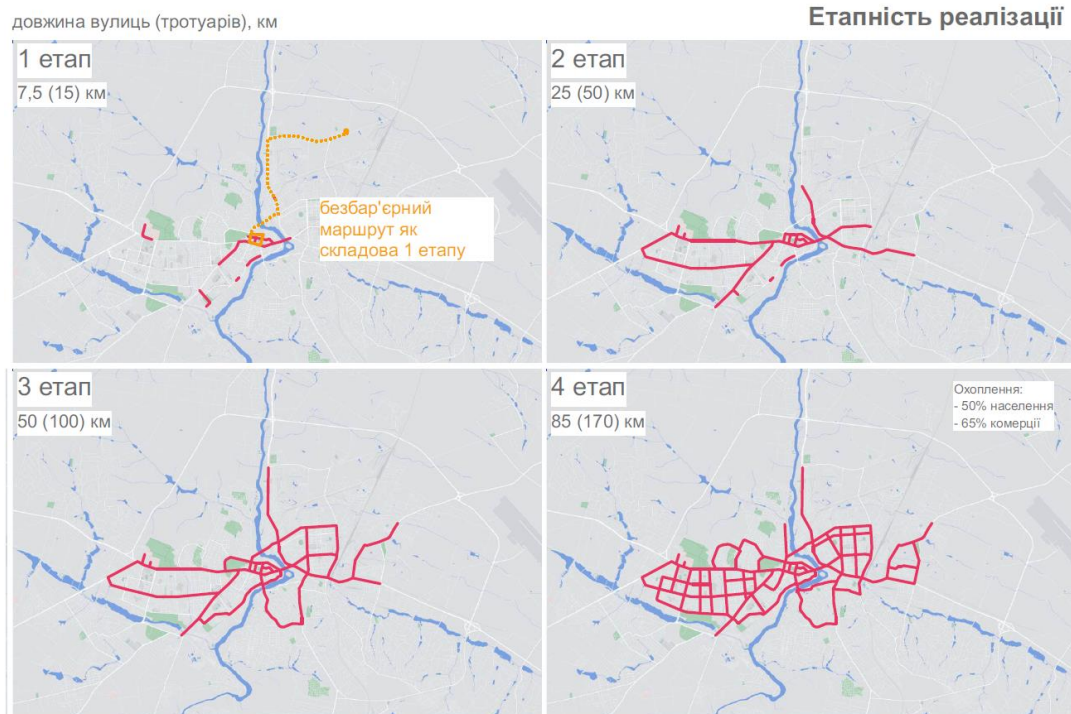 довжина вулиць (тротуарів), км
Етапність реалізації
1 етап
7,5 (15) км
безбар'єрний
маршрут як
складова 1 етапу
2 етап
25 (50) км
3 етап
50 (100) км
4 етап
85 (170) км
Охоплення:
- 50% населення
- 65% комерції